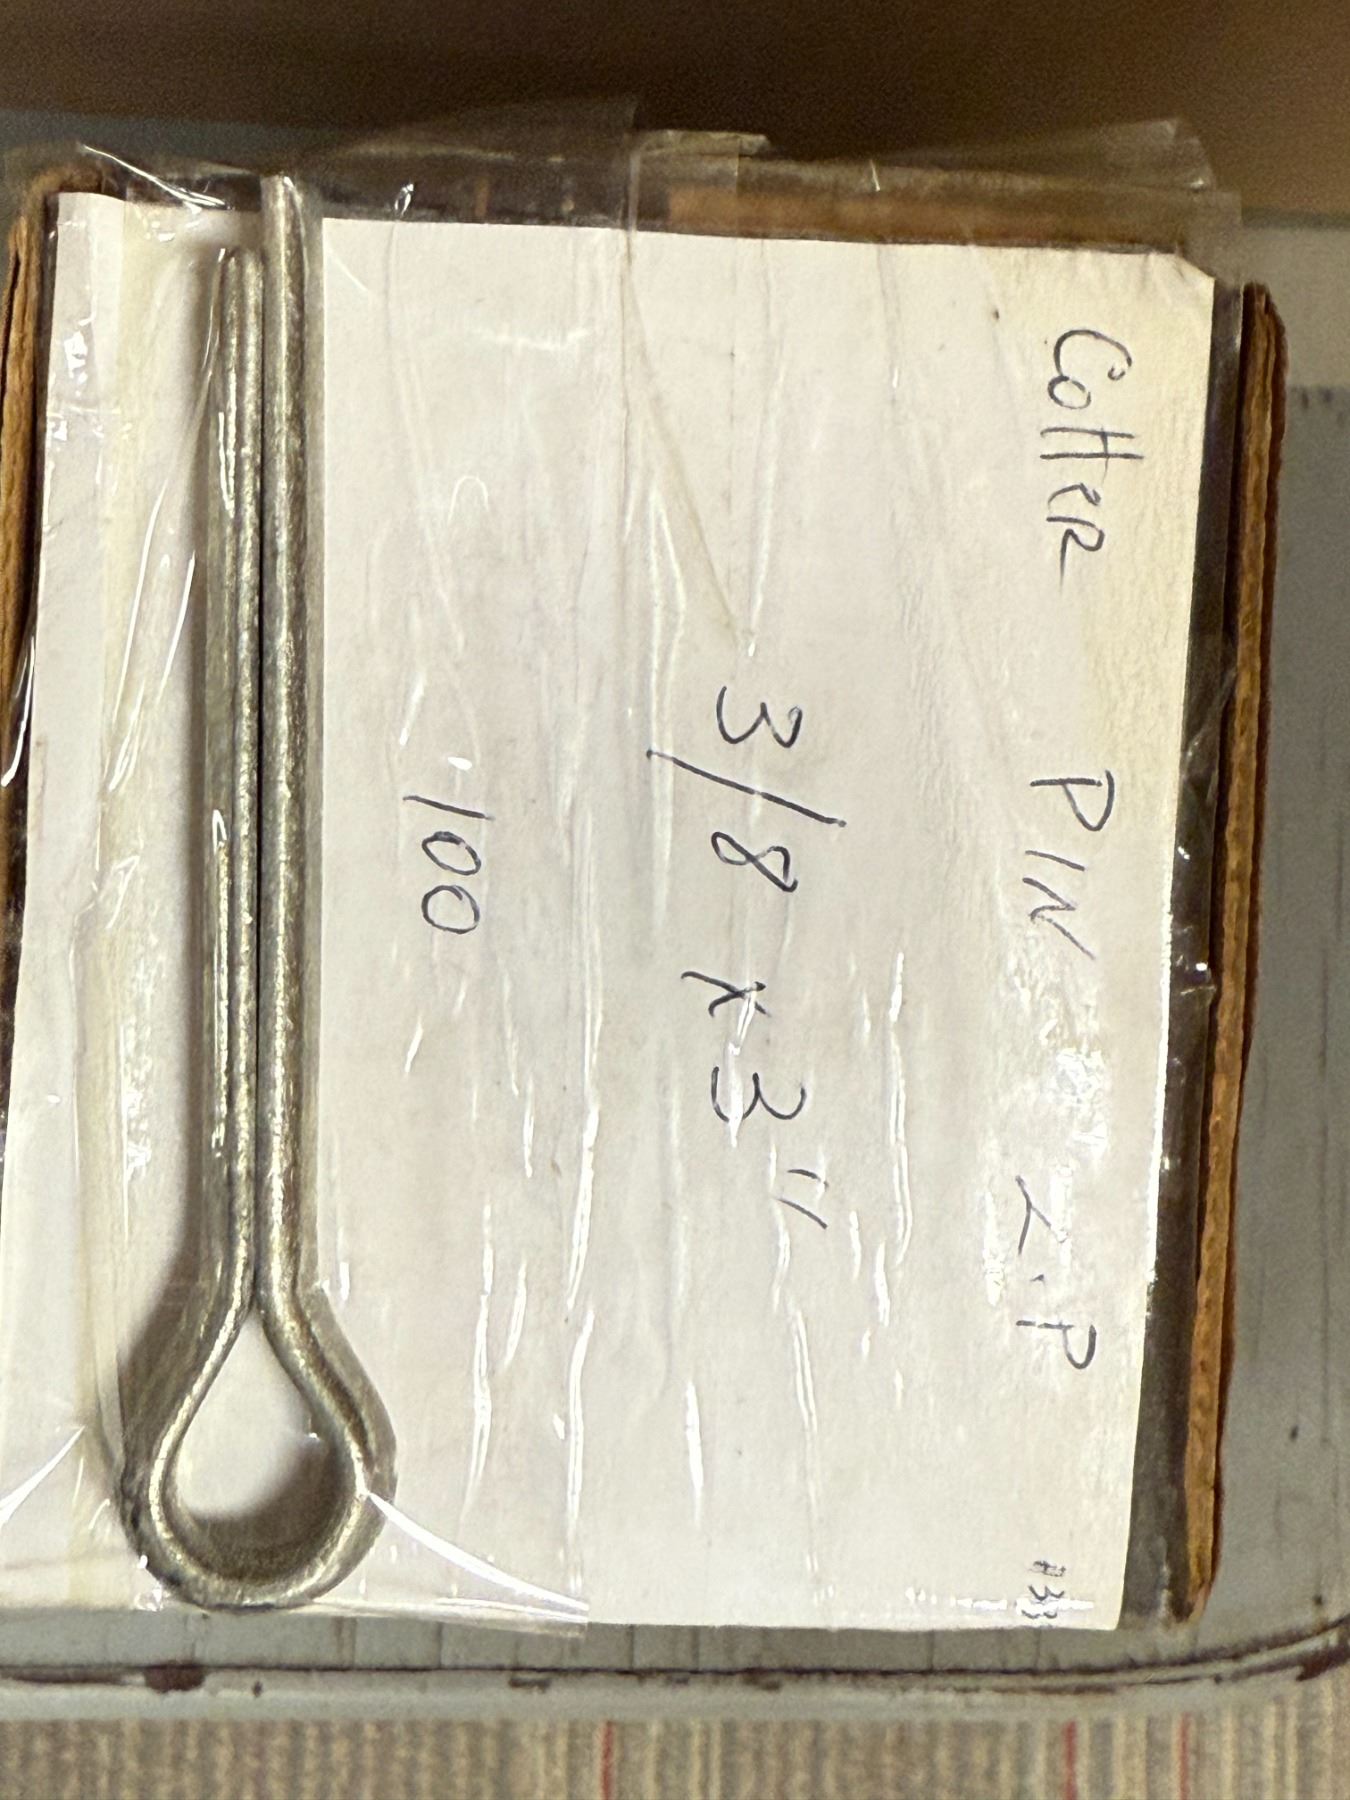 Cotter PIN Z.P
3/8 x 3"
100